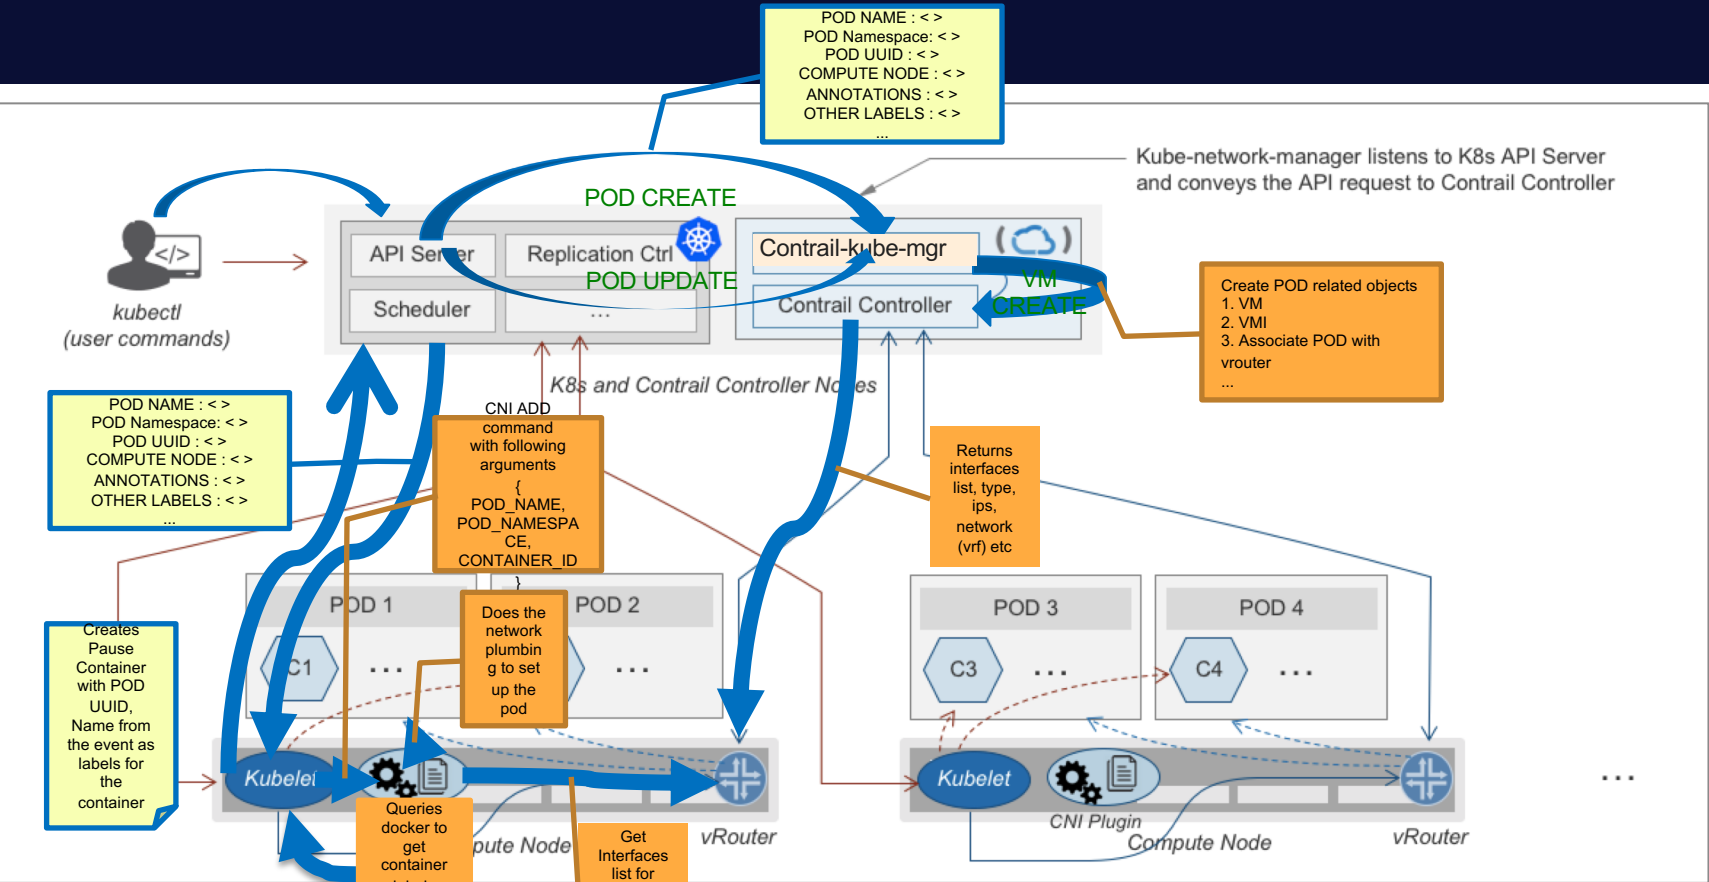 POD NAME : < >
POD Namespace: < >
POD UUID : < >
COMPUTE NODE : < >
ANNOTATIONS : < >
OTHER LABELS : < >
...
Kube-network-manager listens to K8s API Server
and conveys the API request to Contrail Controller
POD CREATE
</>
API Server
Replication Ctrl
Contrail-kube-mgr
POD UPDATE
VM
CREATE
Scheduler
...
Contrail Controller
kubectl
(user commands)
Create POD related objects
1. VM
2. VMI
3. Associate POD with
vrouter
...
K8s and Contrail Controller Nodes
POD NAME : < >
POD Namespace: < >
POD UUID : < >
COMPUTE NODE : < >
ANNOTATIONS : < >
OTHER LABELS : < >
...
CNI ADD
command
with following
arguments
{
POD_NAME,
POD_NAMESPA
CE,
CONTAINER_ID
}
Returns
interfaces
list, type,
ips,
network
(vrf) etc
POD 1
POD 2
POD 3
POD 4
C1
...
...
C3
...
C4
...
Does the
network
plumbin
g to set
up the
pod
Creates
Pause
Container
with POD
UUID,
Name from
the event as
labels for
the
container
Kubelet
Kubelet
...
Queries
docker to
get
container
Get
Interfaces
list for
Node
vRouter
CNI Plugin
Compute Node
vRouter